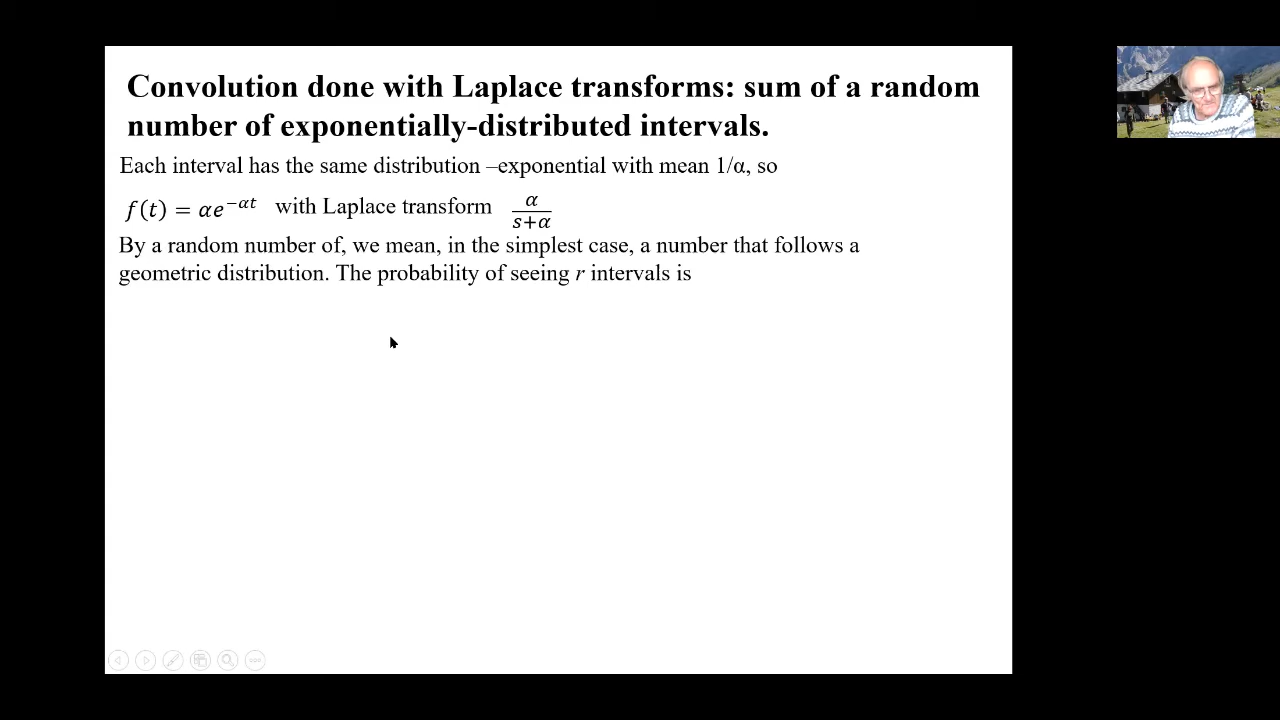 Convolution done with Laplace transforms: sum of a random
number of exponentially-distributed intervals.
Each interval has the same distribution –exponential with mean 1/α, so
f(t) = αe^{−αt} with Laplace transform α/(s+α)
By a random number of, we mean, in the simplest case, a number that follows a
geometric distribution. The probability of seeing r intervals is